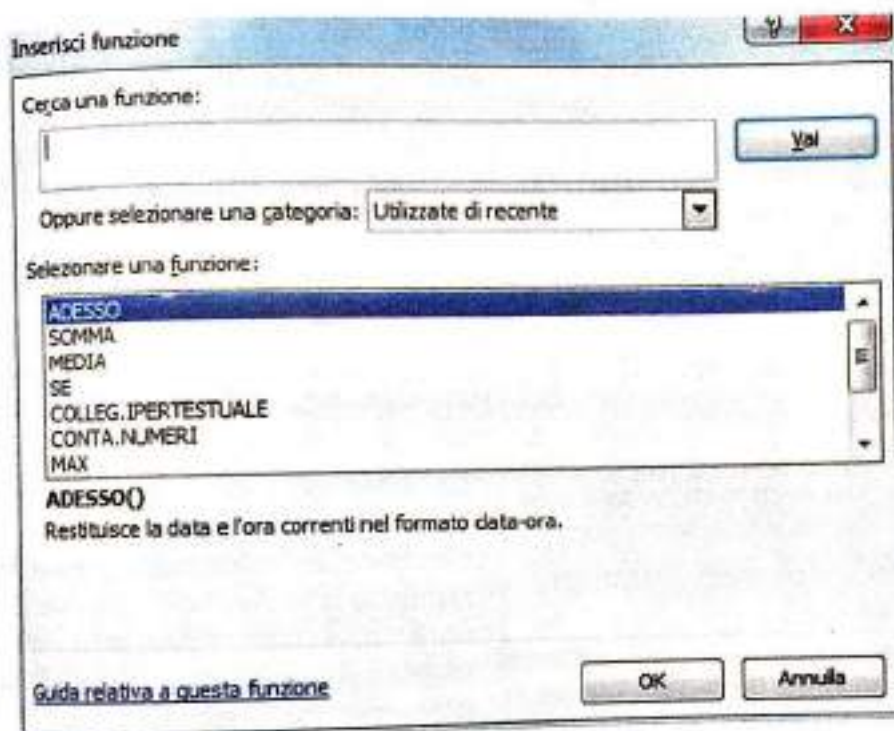 Inserisci funzione
Cerca una funzione:
Vai
Oppure selezionare una categoria: Utilizzate di recente
Selezionare una funzione:
ADESSO
SOMMA
MEDIA
SE
COLLEG.IPERTESTUALE
CONTA.NUMERI
MAX
ADESSO()
Restituisce la data e l'ora correnti nel formato data-ora.
Guida relativa a questa funzione
OK
Annulla